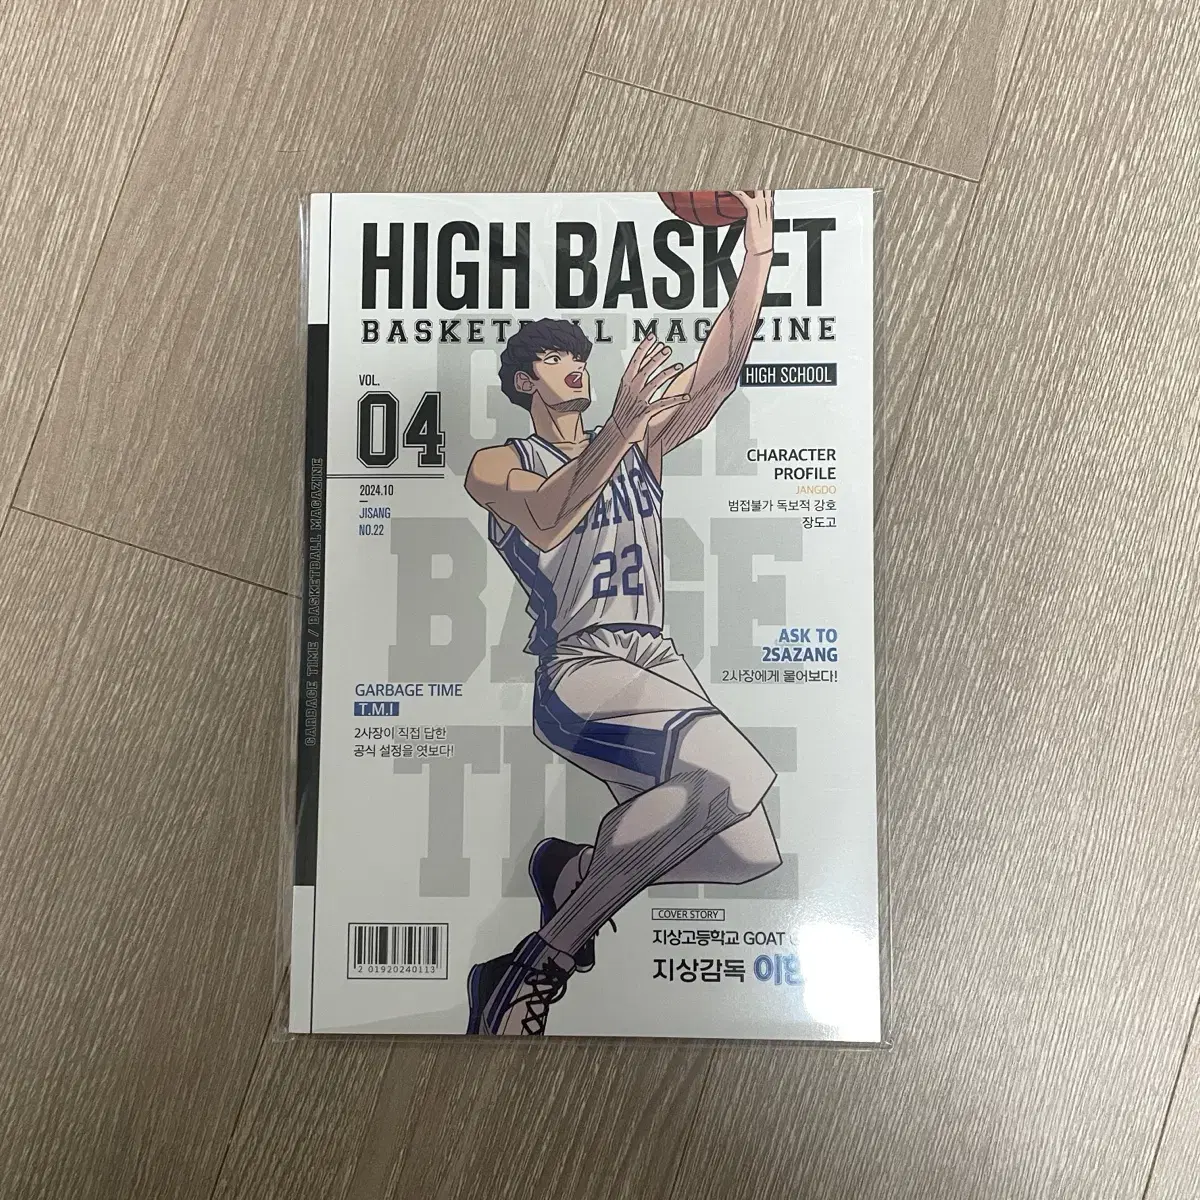 HIGH BASKET
BASKETBALL MAGAZINE
HIGH SCHOOL
VOL.
04
2024.10
JISANG
NO.22
CHARACTER
PROFILE
JANGDO
범접불가 독보적 강호
장도고
ASK TO
2SAZANG
2사장에게 물어보다!
GARBAGE TIME
T.M.I
2사장이 직접 답한
공식 설정을 엿보다!
GARBAGE TIME / BASKETBALL MAGAZINE
GARBAGE
TIME
SANG
22
COVER STORY
지상고등학교 GOAT
지상감독
2 01920240113